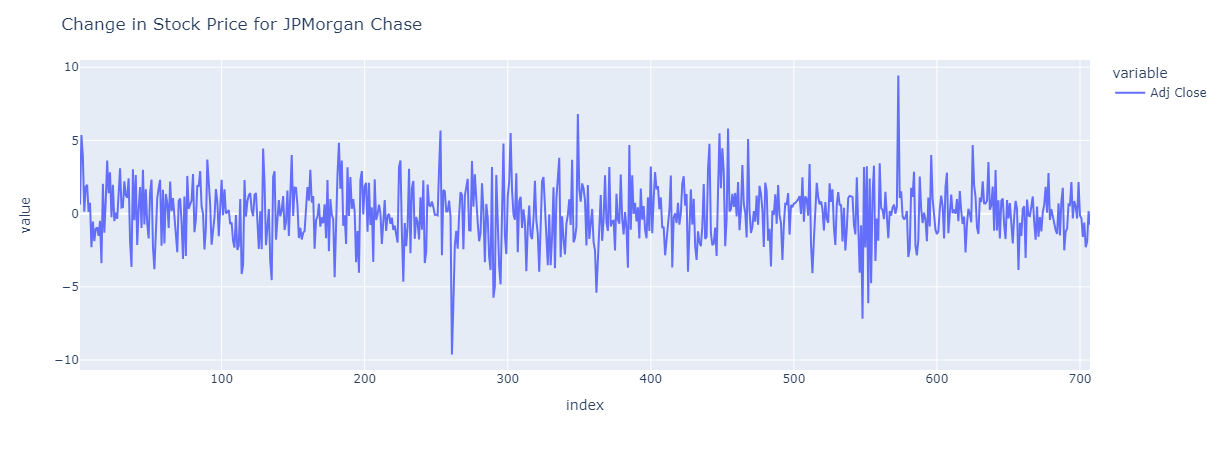 Change in Stock Price for JPMorgan Chase
variable
Adj Close
value
10
5
0
−5
−10
100
200
300
400
500
600
700
index